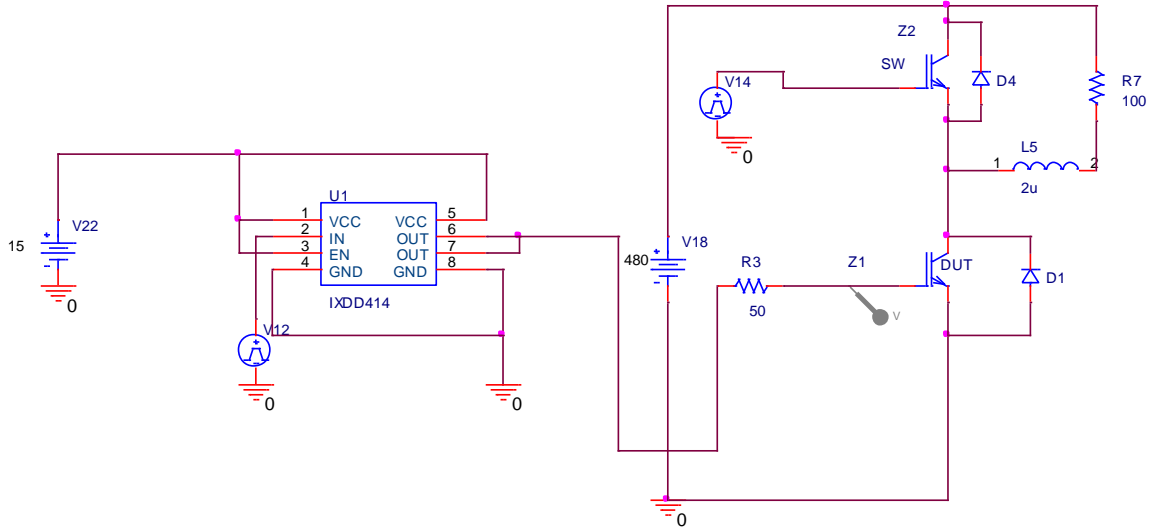 Z2
SW
D4
V14
0
R7
100
L5
1
2
2u
V22
15
0
U1
1 VCC VCC 5
2 IN OUT 6
3 EN OUT 7
4 GND GND 8
IXDD414
V12
0
0
V18
480
R3
50
Z1
DUT
D1
V
0